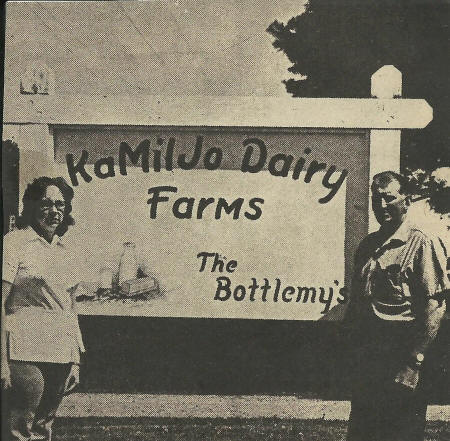 KaMilJo Dairy
Farms
The
Bottlemy's